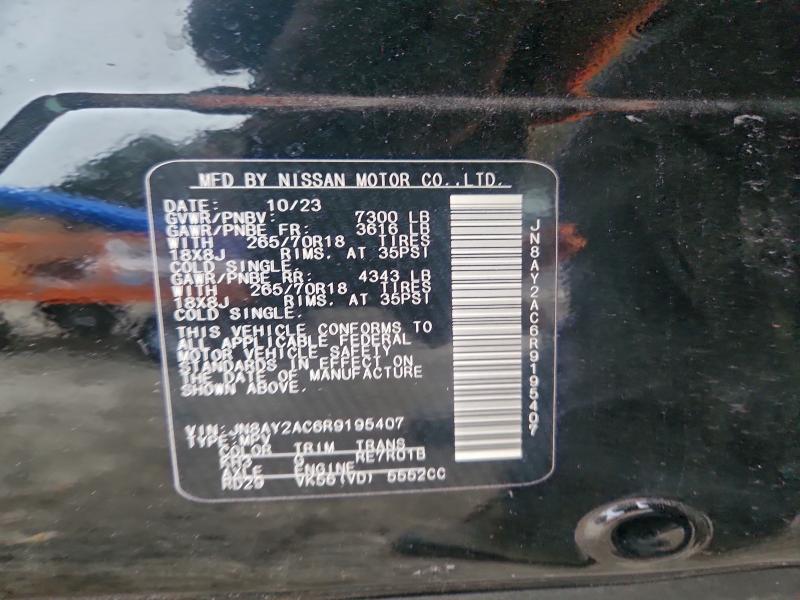 MFD BY NISSAN MOTOR CO.,LTD.
DATE: 10/23
GVWR/PNBV: 7300 LB
GAWR/PNBE FR: 3616 LB
WITH 265/70R18 TIRES
18X8J RIMS. AT 35PSI
COLD SINGLE.
GAWR/PNBE RR: 4343 LB
WITH 265/70R18 TIRES
18X8J RIMS. AT 35PSI
COLD SINGLE.
THIS VEHICLE CONFORMS TO
ALL APPLICABLE FEDERAL
MOTOR VEHICLE SAFETY
STANDARDS IN EFFECT ON
THE DATE OF MANUFACTURE
SHOWN ABOVE.
VIN:JN8AY2AC6R9195407
TYPE:MPV
COLOR TRIM TRANS
G RE7R01B
AXLE ENGINE
RD29 VK56(VD) 5552CC
JN8AY2AC6R9195407